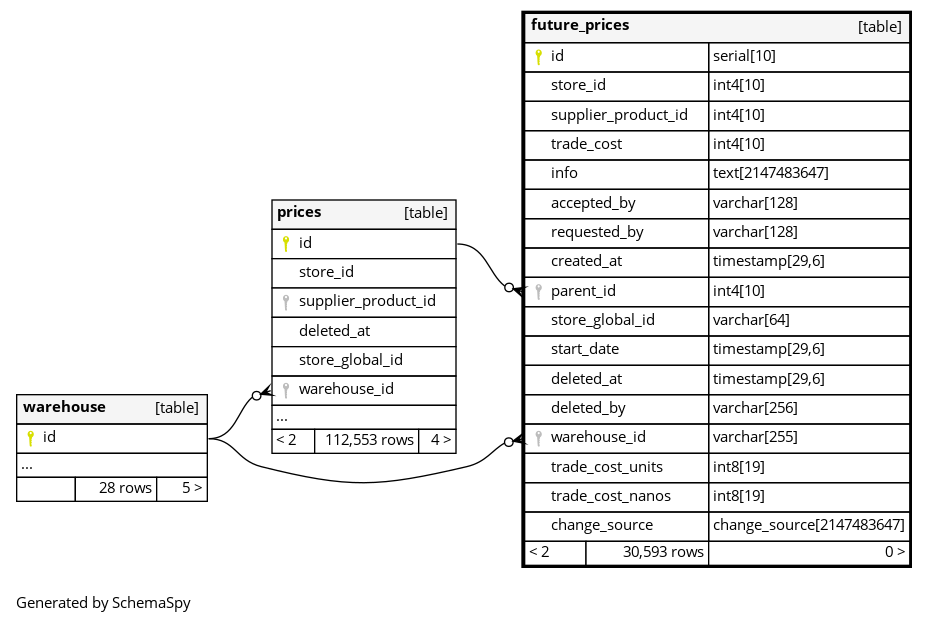 future_prices [table]
id serial[10]
store_id int4[10]
supplier_product_id int4[10]
trade_cost int4[10]
info text[2147483647]
accepted_by varchar[128]
requested_by varchar[128]
created_at timestamp[29,6]
parent_id int4[10]
store_global_id varchar[64]
start_date timestamp[29,6]
deleted_at timestamp[29,6]
deleted_by varchar[256]
warehouse_id varchar[255]
trade_cost_units int8[19]
trade_cost_nanos int8[19]
change_source change_source[2147483647]
< 2 30,593 rows 0 >
prices [table]
id
store_id
supplier_product_id
deleted_at
store_global_id
warehouse_id
...
< 2 112,553 rows 4 >
warehouse [table]
id
...
28 rows 5 >
Generated by SchemaSpy